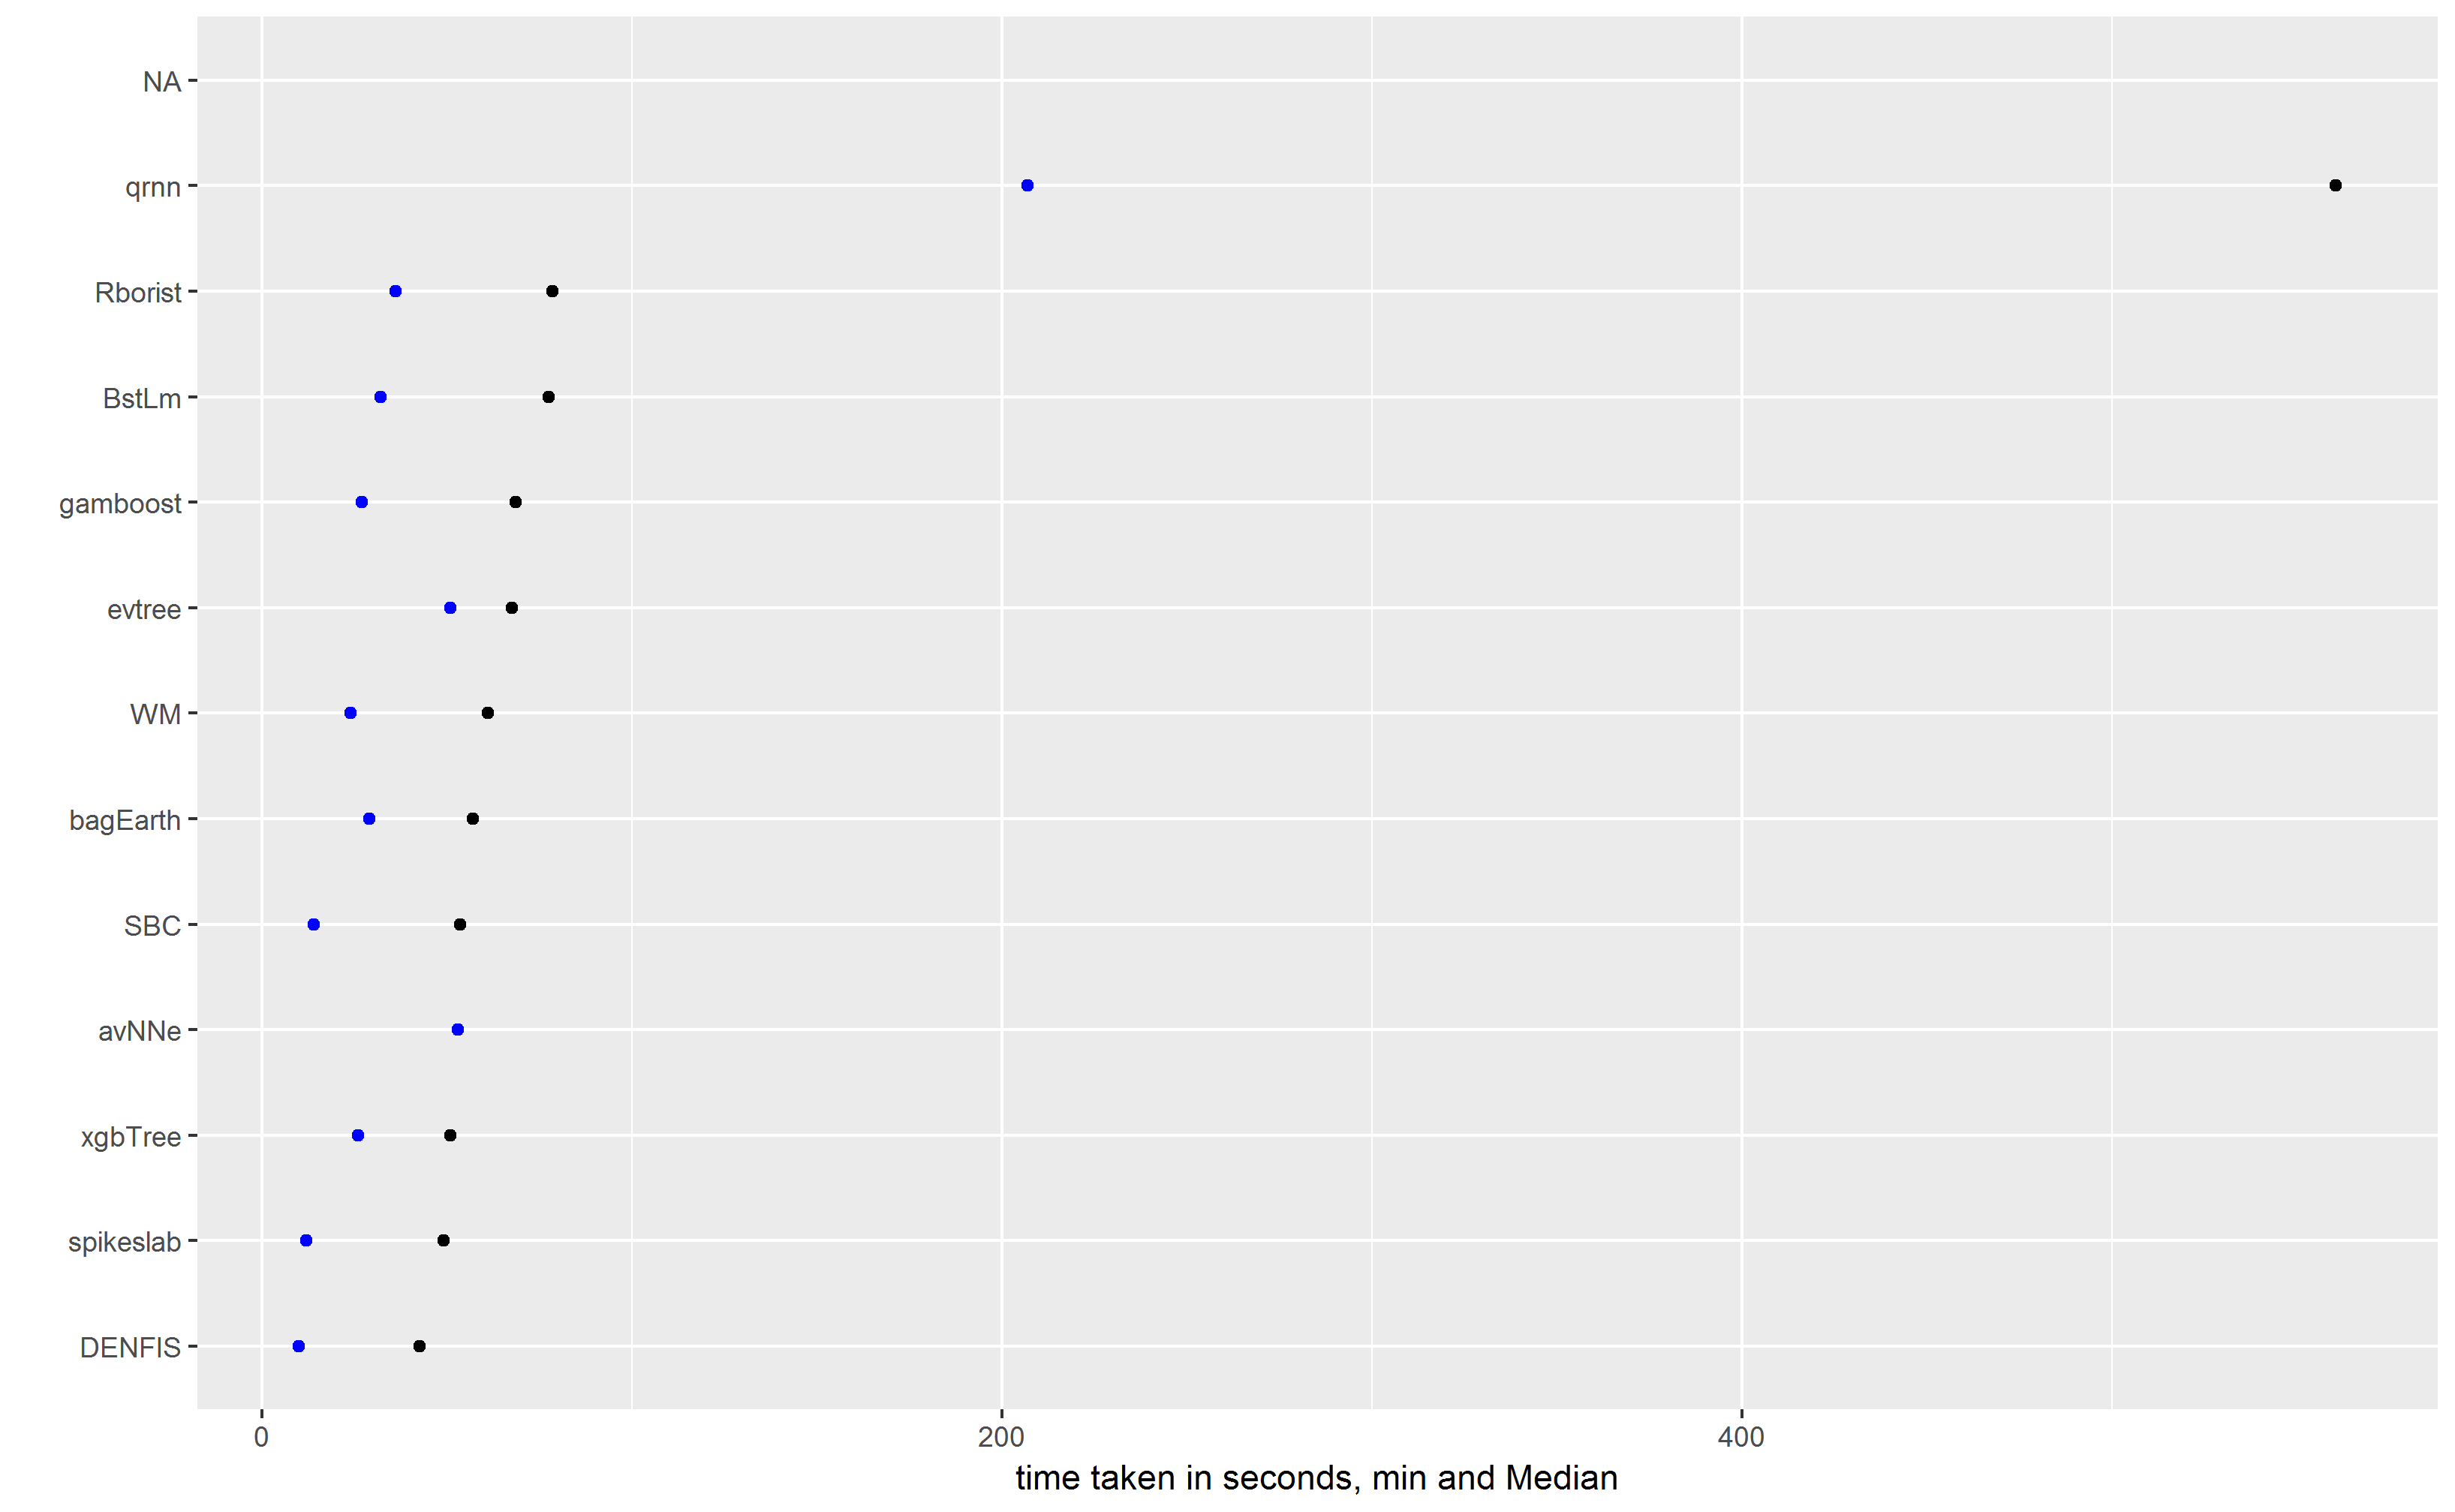 NA
qrnn
Rborist
BstLm
gamboost
evtree
WM
bagEarth
SBC
avNNe
xgbTree
spikeslab
DENFIS
0 200 400
time taken in seconds, min and Median